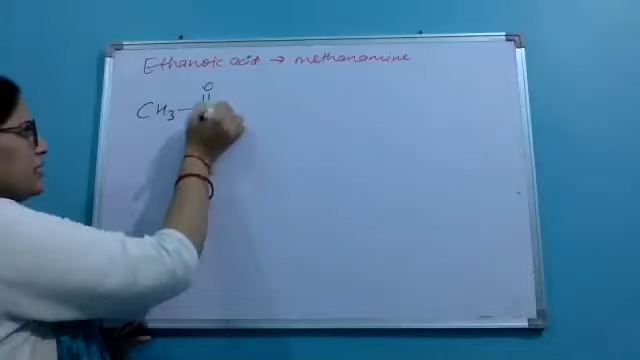 Ethanoic acid → methanamine
O
||
CH3 —